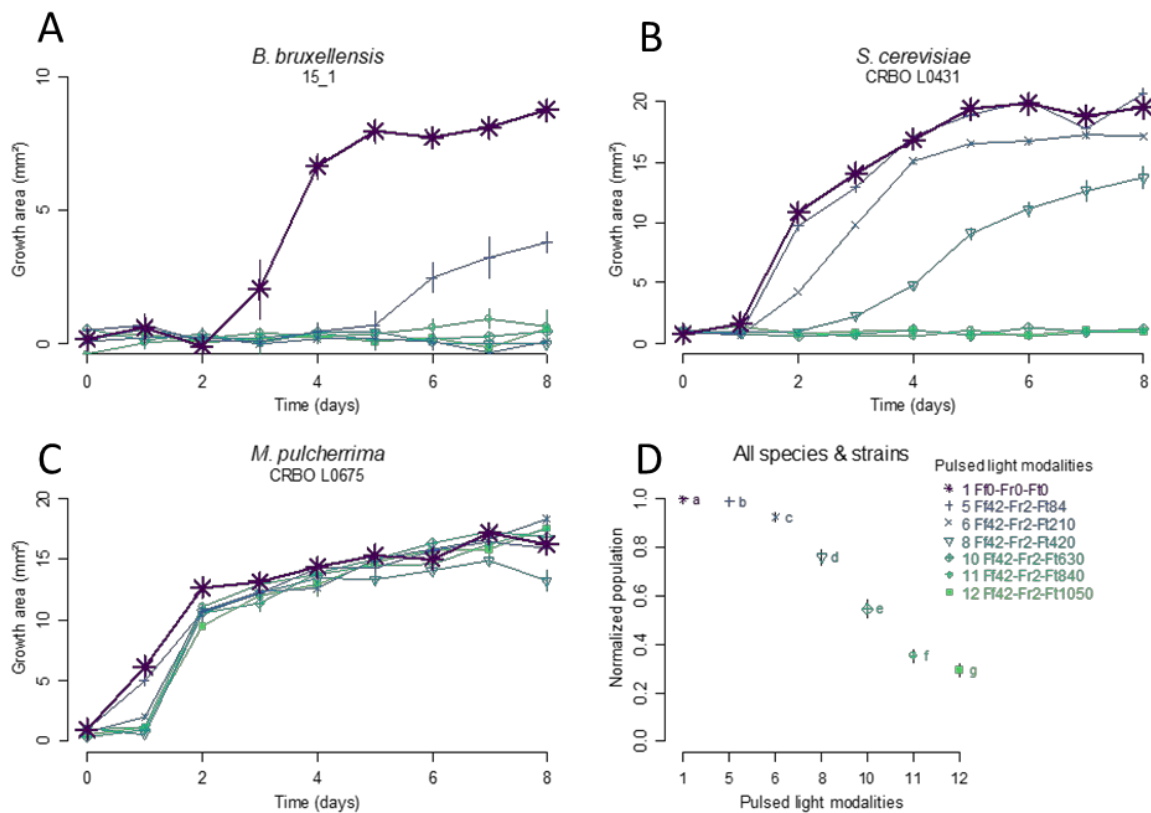 A
B. bruxellensis
15_1
Growth area (mm²)
10
5
0
0 2 4 6 8
Time (days)
B
S. cerevisiae
CRBO L0431
Growth area (mm²)
20
15
10
5
0
0 2 4 6 8
Time (days)
C
M. pulcherrima
CRBO L0675
Growth area (mm²)
20
15
10
5
0
0 2 4 6 8
Time (days)
D
All species & strains
Normalized population
1.0
0.8
0.6
0.4
0.2
0.0
a
b
c
d
e
f
g
1 5 6 8 10 11 12
Pulsed light modalities
Pulsed light modalities
1 Ff0-Fr0-Ft0
5 Ff42-Fr2-Ft84
6 Ff42-Fr2-Ft210
8 Ff42-Fr2-Ft420
10 Ff42-Fr2-Ft630
11 Ff42-Fr2-Ft840
12 Ff42-Fr2-Ft1050